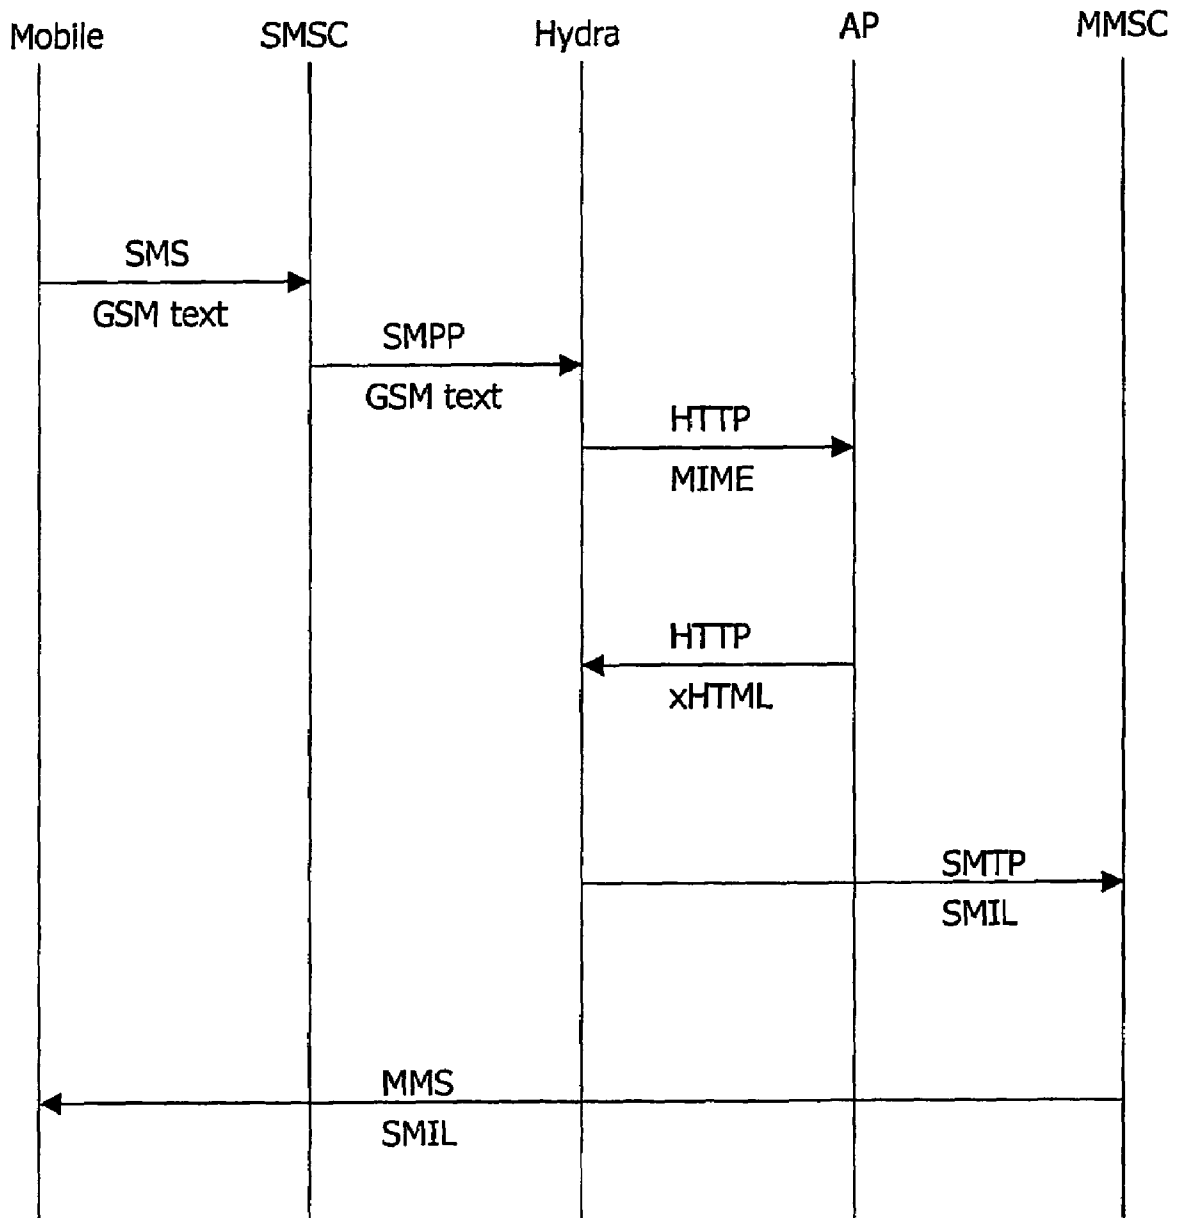 Mobile SMSC Hydra AP MMSC
SMS
GSM text
SMPP
GSM text
HTTP
MIME
HTTP
xHTML
SMTP
SMIL
MMS
SMIL